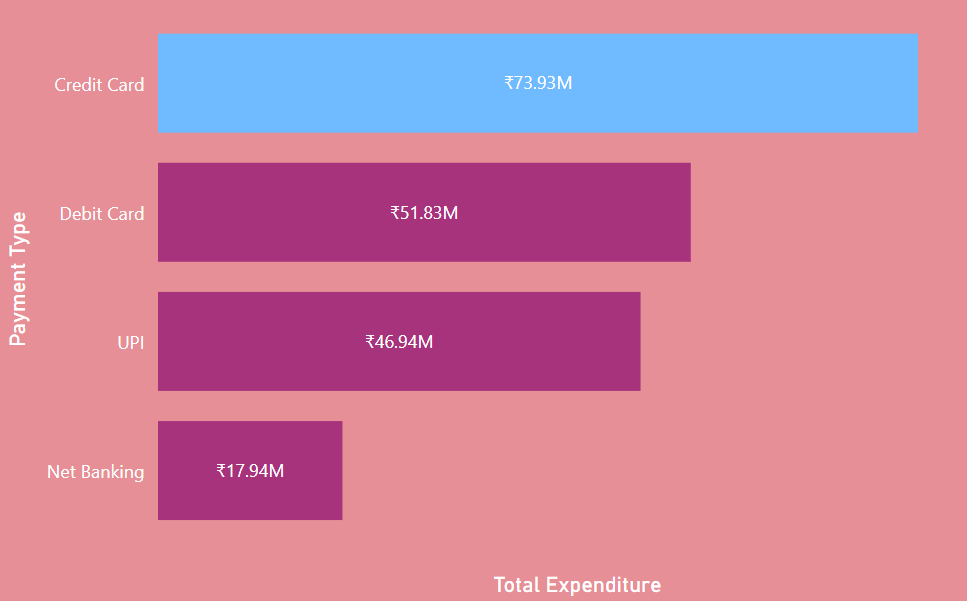 Payment Type
Credit Card
₹73.93M
Debit Card
₹51.83M
UPI
₹46.94M
Net Banking
₹17.94M
Total Expenditure